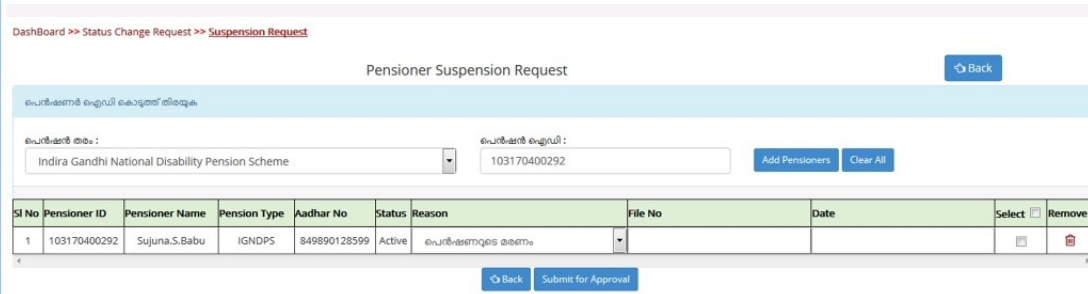 DashBoard >> Status Change Request >> Suspension Request
Pensioner Suspension Request
Back
പെൻഷണർ ഐഡി കൊടുത്ത് തിരയുക
പെൻഷൻ തരം : പെൻഷൻ ഐഡി :
Indira Gandhi National Disability Pension Scheme 103170400292 Add Pensioners Clear All
Sl No Pensioner ID Pensioner Name Pension Type Aadhar No Status Reason File No Date Select Remove
1 103170400292 Sujuna.S.Babu IGNDPS 849890128599 Active പെൻഷണറുടെ മരണം
Back Submit for Approval